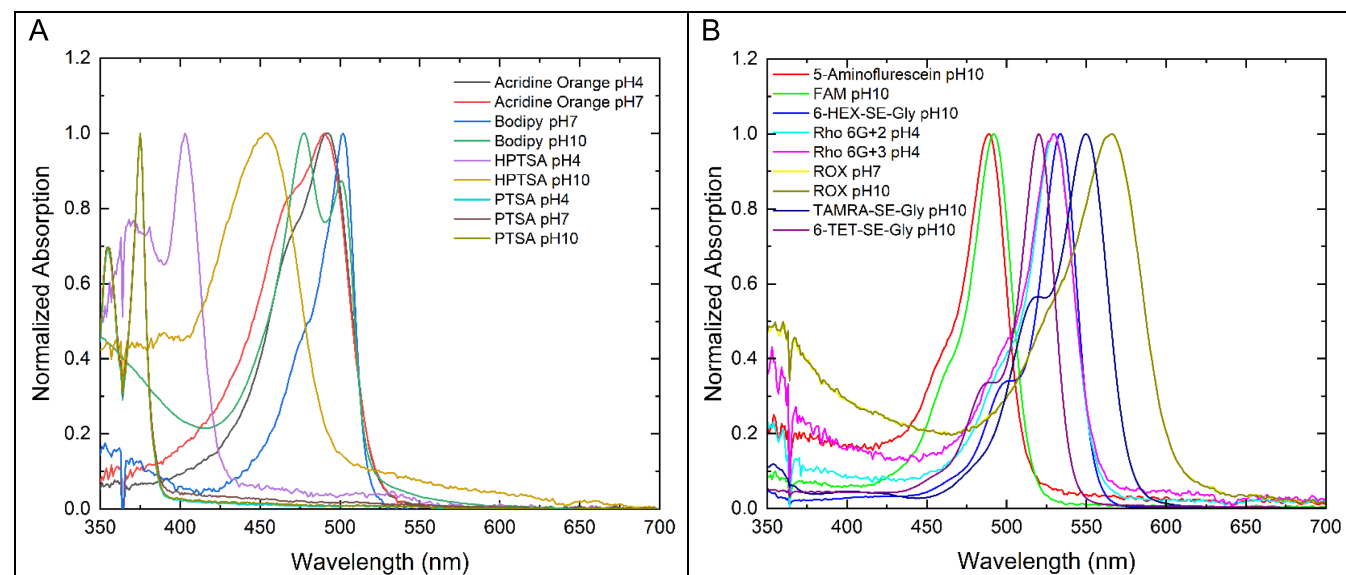 A
Normalized Absorption
1.2
1.0
0.8
0.6
0.4
0.2
0.0
Acridine Orange pH4
Acridine Orange pH7
Bodipy pH7
Bodipy pH10
HPTSA pH4
HPTSA pH10
PTSA pH4
PTSA pH7
PTSA pH10
350 400 450 500 550 600 650 700
Wavelength (nm)
B
Normalized Absorption
1.2
1.0
0.8
0.6
0.4
0.2
0.0
5-Aminoflurescein pH10
FAM pH10
6-HEX-SE-Gly pH10
Rho 6G+2 pH4
Rho 6G+3 pH4
ROX pH7
ROX pH10
TAMRA-SE-Gly pH10
6-TET-SE-Gly pH10
350 400 450 500 550 600 650 700
Wavelength (nm)